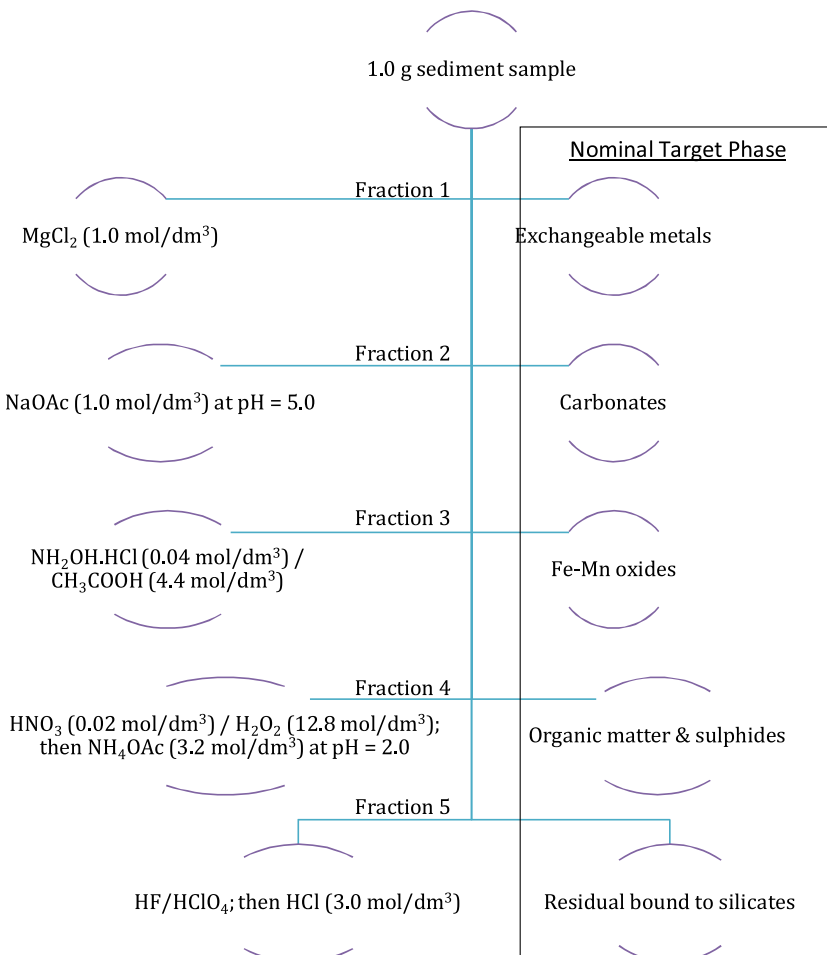 1.0 g sediment sample
Nominal Target Phase
Fraction 1
MgCl₂ (1.0 mol/dm³)
Exchangeable metals
Fraction 2
NaOAc (1.0 mol/dm³) at pH = 5.0
Carbonates
Fraction 3
NH₂OH.HCl (0.04 mol/dm³) /
CH₃COOH (4.4 mol/dm³)
Fe-Mn oxides
Fraction 4
HNO₃ (0.02 mol/dm³) / H₂O₂ (12.8 mol/dm³);
then NH₄OAc (3.2 mol/dm³) at pH = 2.0
Organic matter & sulphides
Fraction 5
HF/HClO₄; then HCl (3.0 mol/dm³)
Residual bound to silicates